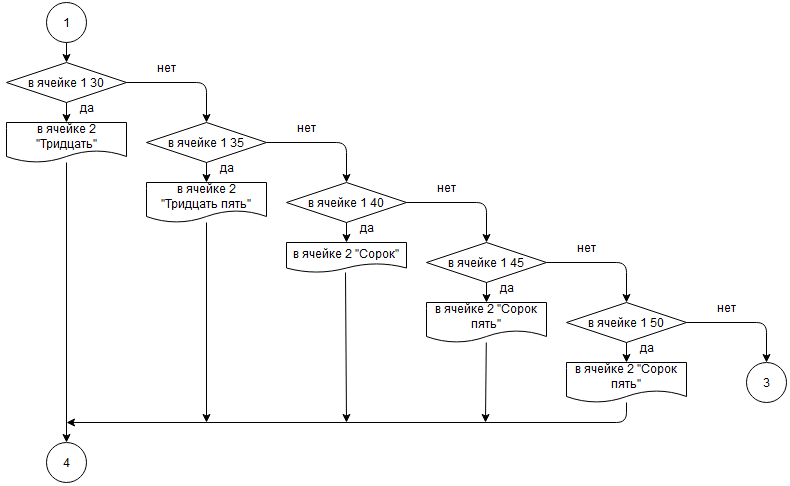 1
нет
в ячейке 1 30
да
в ячейке 2
"Тридцать"
нет
в ячейке 1 35
да
в ячейке 2
"Тридцать пять"
нет
в ячейке 1 40
да
в ячейке 2 "Сорок"
нет
в ячейке 1 45
да
в ячейке 2 "Сорок
пять"
нет
в ячейке 1 50
да
в ячейке 2 "Сорок
пять"
3
4